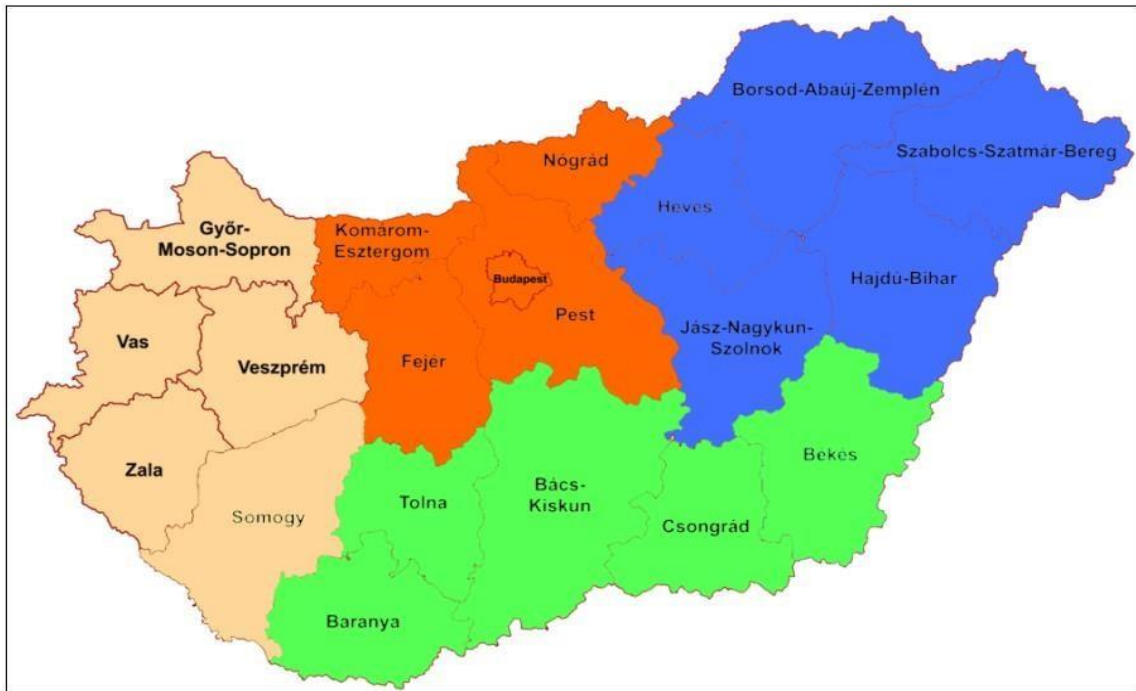 Borsod-Abaúj-Zemplén
Szabolcs-Szatmár-Bereg
Nógrád
Heves
Győr-
Moson-Sopron
Komárom-
Esztergom
Hajdú-Bihar
Budapest
Pest
Jász-Nagykun-
Szolnok
Vas
Veszprém
Fejér
Békés
Zala
Somogy
Tolna
Bács-
Kiskun
Csongrád
Baranya